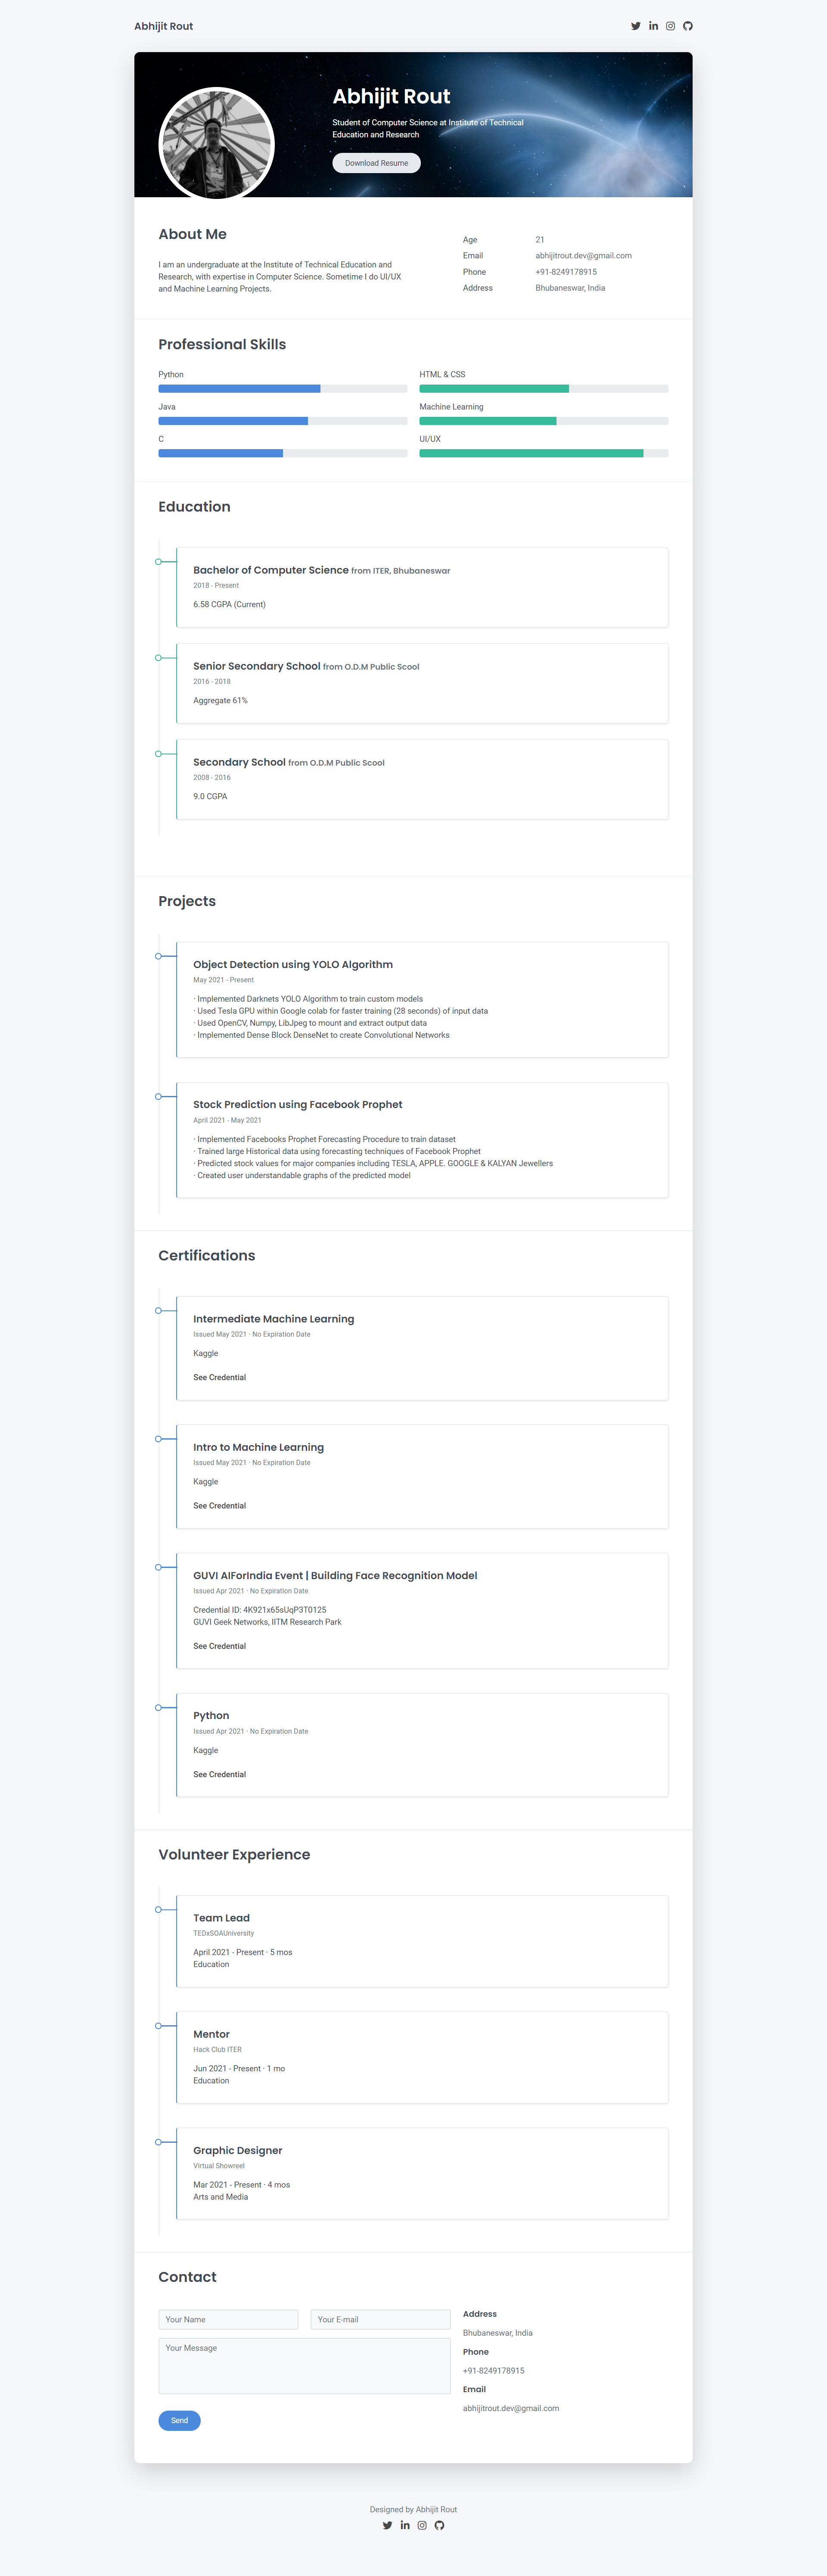 Abhijit Rout
Abhijit Rout
Student of Computer Science at Institute of Technical
Education and Research
Download Resume
About Me
I am an undergraduate at the Institute of Technical Education and
Research, with expertise in Computer Science. Sometime I do UI/UX
and Machine Learning Projects.
Age 21
Email abhijitrout.dev@gmail.com
Phone +91-8249178915
Address Bhubaneswar, India
Professional Skills
Python HTML & CSS
Java Machine Learning
C UI/UX
Education
Bachelor of Computer Science from ITER, Bhubaneswar
2018 - Present
6.58 CGPA (Current)
Senior Secondary School from O.D.M Public Scool
2016 - 2018
Aggregate 61%
Secondary School from O.D.M Public Scool
2008 - 2016
9.0 CGPA
Projects
Object Detection using YOLO Algorithm
May 2021 - Present
· Implemented Darknets YOLO Algorithm to train custom models
· Used Tesla GPU within Google colab for faster training (28 seconds) of input data
· Used OpenCV, Numpy, LibJpeg to mount and extract output data
· Implemented Dense Block DenseNet to create Convolutional Networks
Stock Prediction using Facebook Prophet
April 2021 - May 2021
· Implemented Facebooks Prophet Forecasting Procedure to train dataset
· Trained large Historical data using forecasting techniques of Facebook Prophet
· Predicted stock values for major companies including TESLA, APPLE. GOOGLE & KALYAN Jewellers
· Created user understandable graphs of the predicted model
Certifications
Intermediate Machine Learning
Issued May 2021 · No Expiration Date
Kaggle
See Credential
Intro to Machine Learning
Issued May 2021 · No Expiration Date
Kaggle
See Credential
GUVI AIForIndia Event | Building Face Recognition Model
Issued Apr 2021 · No Expiration Date
Credential ID: 4K921x65sUqP3T0125
GUVI Geek Networks, IITM Research Park
See Credential
Python
Issued Apr 2021 · No Expiration Date
Kaggle
See Credential
Volunteer Experience
Team Lead
TEDxSOAUniversity
April 2021 - Present · 5 mos
Education
Mentor
Hack Club ITER
Jun 2021 - Present · 1 mo
Education
Graphic Designer
Virtual Showreel
Mar 2021 - Present · 4 mos
Arts and Media
Contact
Your Name
Your E-mail
Your Message
Send
Address
Bhubaneswar, India
Phone
+91-8249178915
Email
abhijitrout.dev@gmail.com
Designed by Abhijit Rout